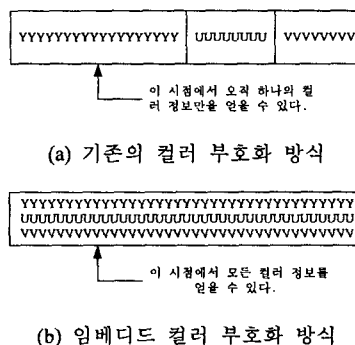 YYYYYYYYYYYYYYYYYY UUUUUUUU VVVVVVVV
이 시점에서 오직 하나의 컬
러 정보만을 얻을 수 있다.
(a) 기존의 컬러 부호화 방식
YYYYYYYYYYYYYYYYYYYYYYYYYYYYYYYYYYYYY
UUUUUUUUUUUUUUUUUUUUUUUUUUUUUUUUUUUUU
VVVVVVVVVVVVVVVVVVVVVVVVVVVVVVVVVVVVV
이 시점에서 모든 컬러 정보를
얻을 수 있다.
(b) 임베디드 컬러 부호화 방식